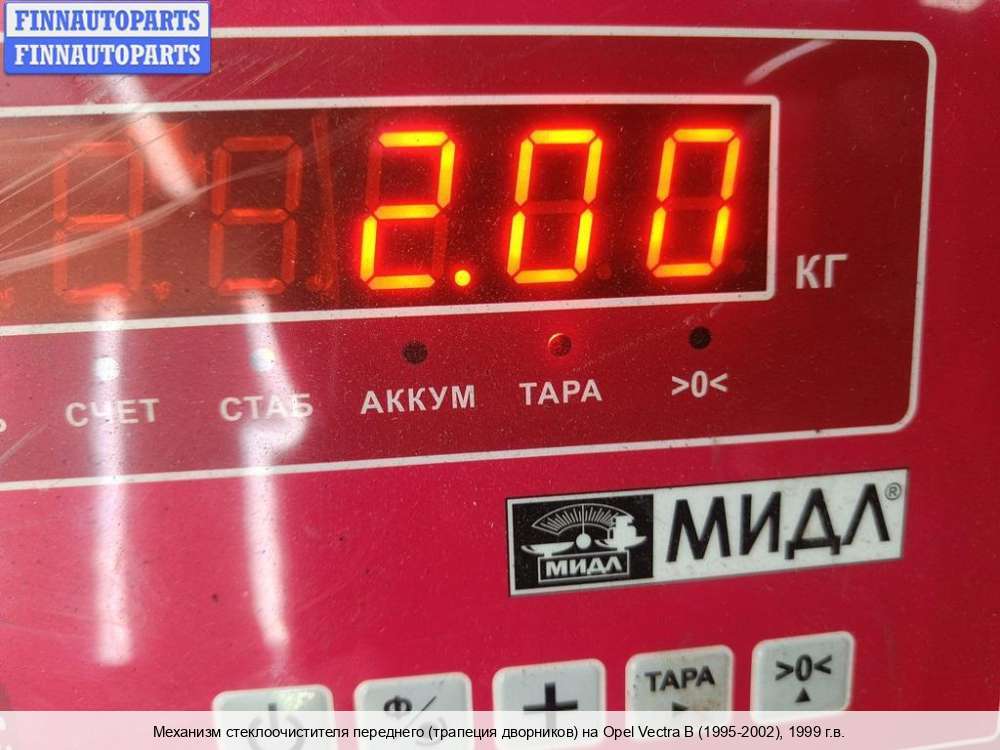 FINNAUTOPARTS
FINNAUTOPARTS
2.00
КГ
СЧЕТ СТАБ АККУМ ТАРА >0<
МИДЛ
МИДЛ®
Ф/
+
ТАРА
>0<
Механизм стеклоочистителя переднего (трапеция дворников) на Opel Vectra B (1995-2002), 1999 г.в.